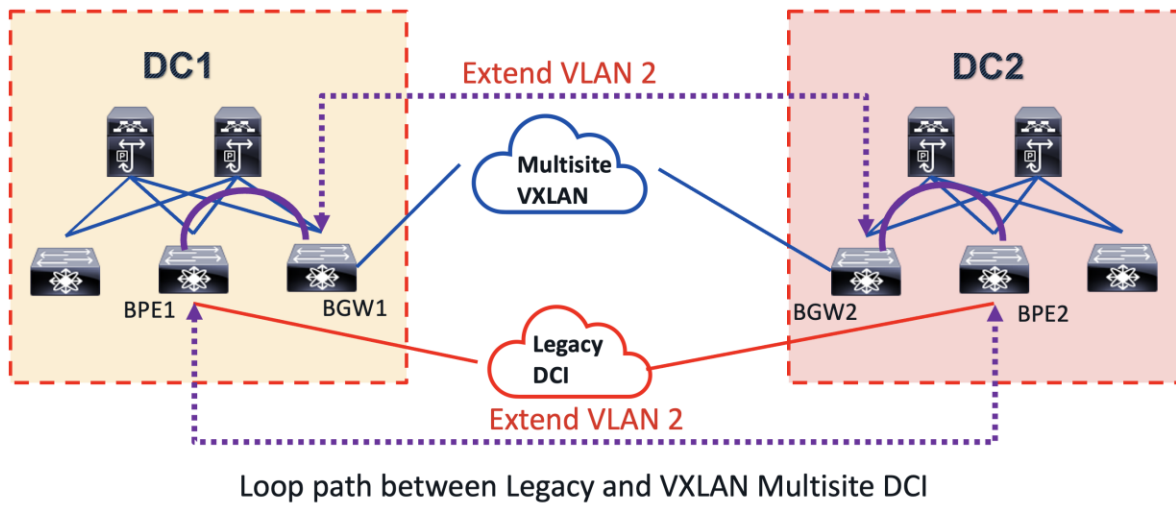 DC1
DC2
Extend VLAN 2
Multisite
VXLAN
P
P
P
P
BPE1
BGW1
BGW2
BPE2
Legacy
DCI
Extend VLAN 2
Loop path between Legacy and VXLAN Multisite DCI